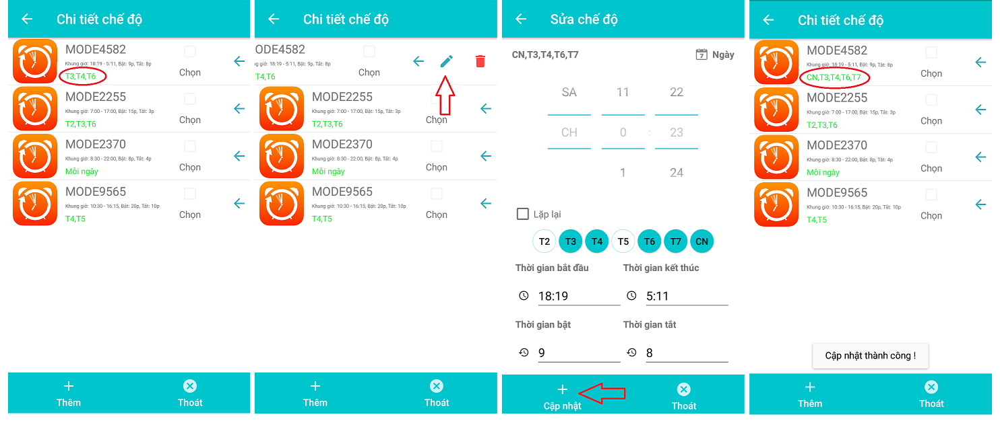 Chi tiết chế độ
MODE4582
Khung giờ: 18:19 - 5:11, Bật: 9p, Tắt: 8p
T3,T4,T6
Chọn
MODE2255
Khung giờ: 7:00 - 17:00, Bật: 15p, Tắt: 3p
T2,T3,T6
Chọn
MODE2370
Khung giờ: 8:30 - 22:00, Bật: 8p, Tắt: 4p
Mỗi ngày
Chọn
MODE9565
Khung giờ: 10:30 - 16:15, Bật: 20p, Tắt: 10p
T4,T5
Chọn
Thêm
Thoát
Chi tiết chế độ
ODE4582
g giờ: 18:19 - 5:11, Bật: 9p, Tắt: 8p
T4,T6
Chọn
MODE2255
Khung giờ: 7:00 - 17:00, Bật: 15p, Tắt: 3p
T2,T3,T6
Chọn
MODE2370
Khung giờ: 8:30 - 22:00, Bật: 8p, Tắt: 4p
Mỗi ngày
Chọn
MODE9565
Khung giờ: 10:30 - 16:15, Bật: 20p, Tắt: 10p
T4,T5
Chọn
Thêm
Thoát
Sửa chế độ
CN,T3,T4,T6,T7
7 Ngày
SA 11 22
CH 0 : 23
1 24
Lặp lại
T2 T3 T4 T5 T6 T7 CN
Thời gian bắt đầu
Thời gian kết thúc
18:19
5:11
Thời gian bật
Thời gian tắt
9
8
Cập nhật
Thoát
Chi tiết chế độ
MODE4582
Khung giờ: 18:19 - 5:11, Bật: 9p, Tắt: 8p
CN,T3,T4,T6,T7
Chọn
MODE2255
Khung giờ: 7:00 - 17:00, Bật: 15p, Tắt: 3p
T2,T3,T6
Chọn
MODE2370
Khung giờ: 8:30 - 22:00, Bật: 8p, Tắt: 4p
Mỗi ngày
Chọn
MODE9565
Khung giờ: 10:30 - 16:15, Bật: 20p, Tắt: 10p
T4,T5
Chọn
Cập nhật thành công !
Thêm
Thoát